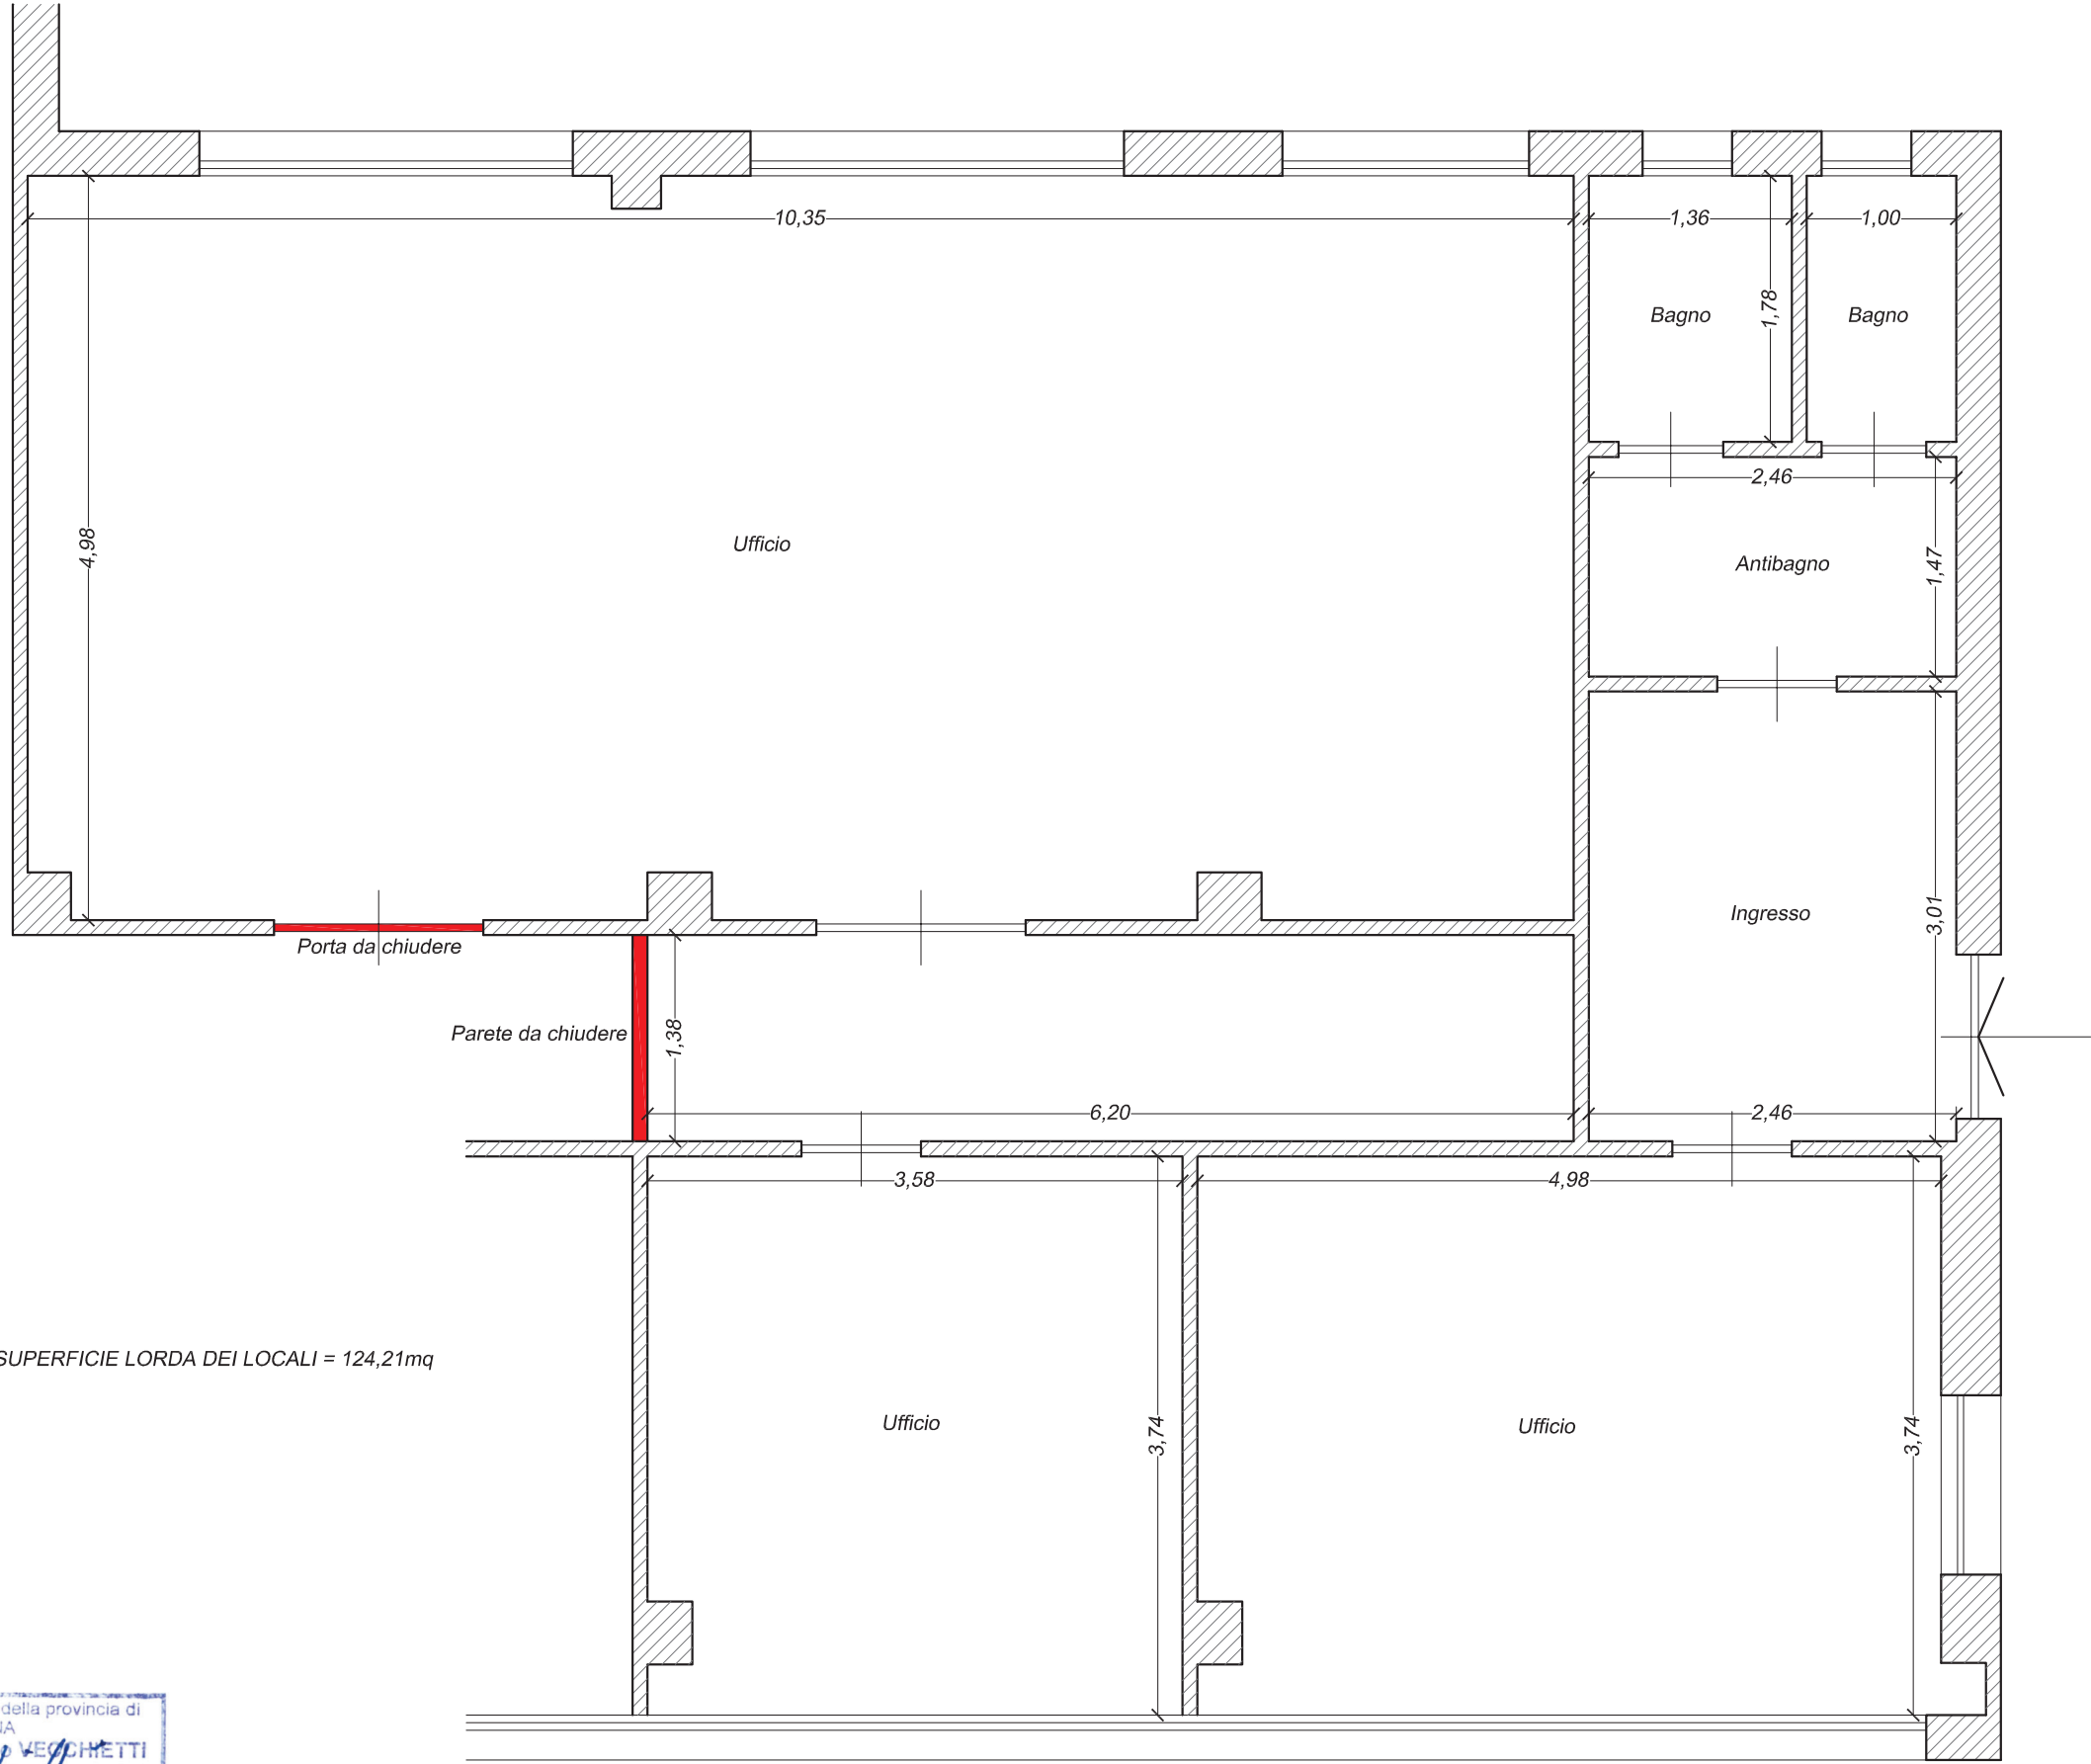 10,35
1,36
1,00
Bagno
1,78
Bagno
2,46
4,98
Ufficio
Antibagno
1,47
Ingresso
3,01
Porta da chiudere
Parete da chiudere
1,38
6,20
2,46
3,58
4,98
SUPERFICIE LORDA DEI LOCALI = 124,21mq
Ufficio
3,74
Ufficio
3,74
della provincia di
VECCHIETTI